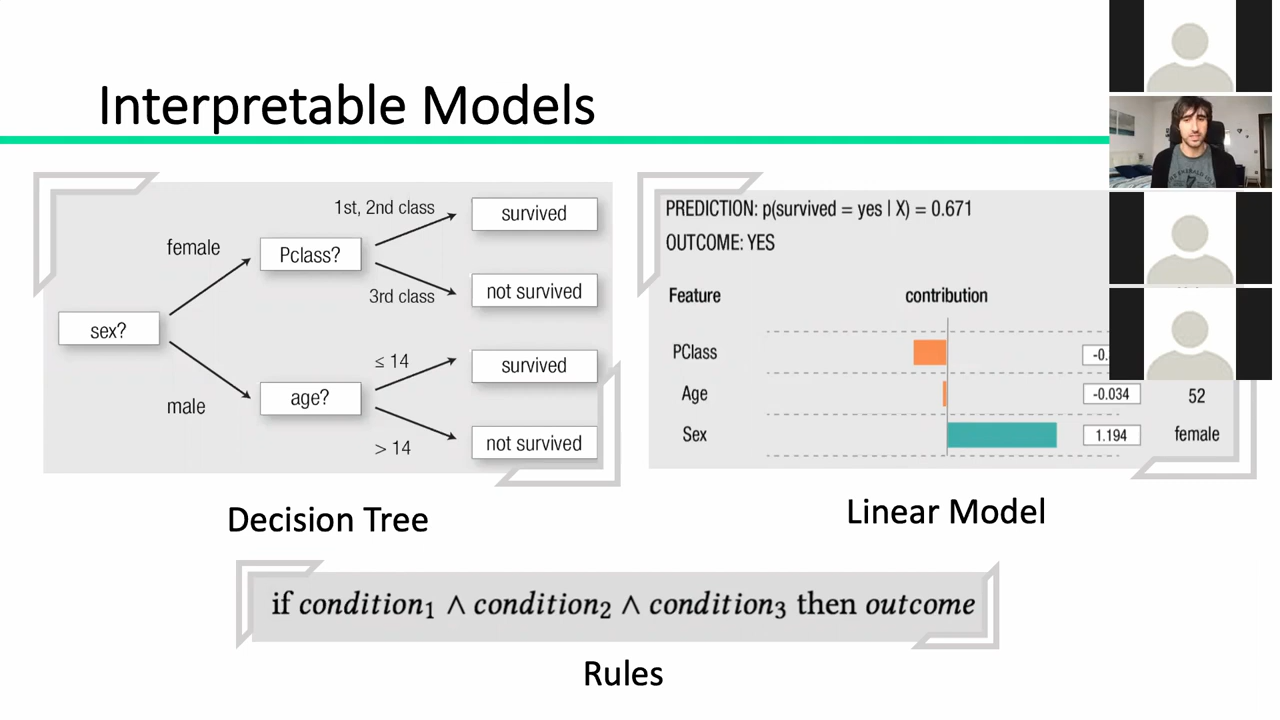 Interpretable Models
sex?
female
male
Pclass?
age?
1st, 2nd class
3rd class
≤ 14
> 14
survived
not survived
survived
not survived
Decision Tree
PREDICTION: p(survived = yes | X) = 0.671
OUTCOME: YES
Feature contribution
PClass
Age -0.034 52
Sex 1.194 female
Linear Model
if condition₁ ∧ condition₂ ∧ condition₃ then outcome
Rules